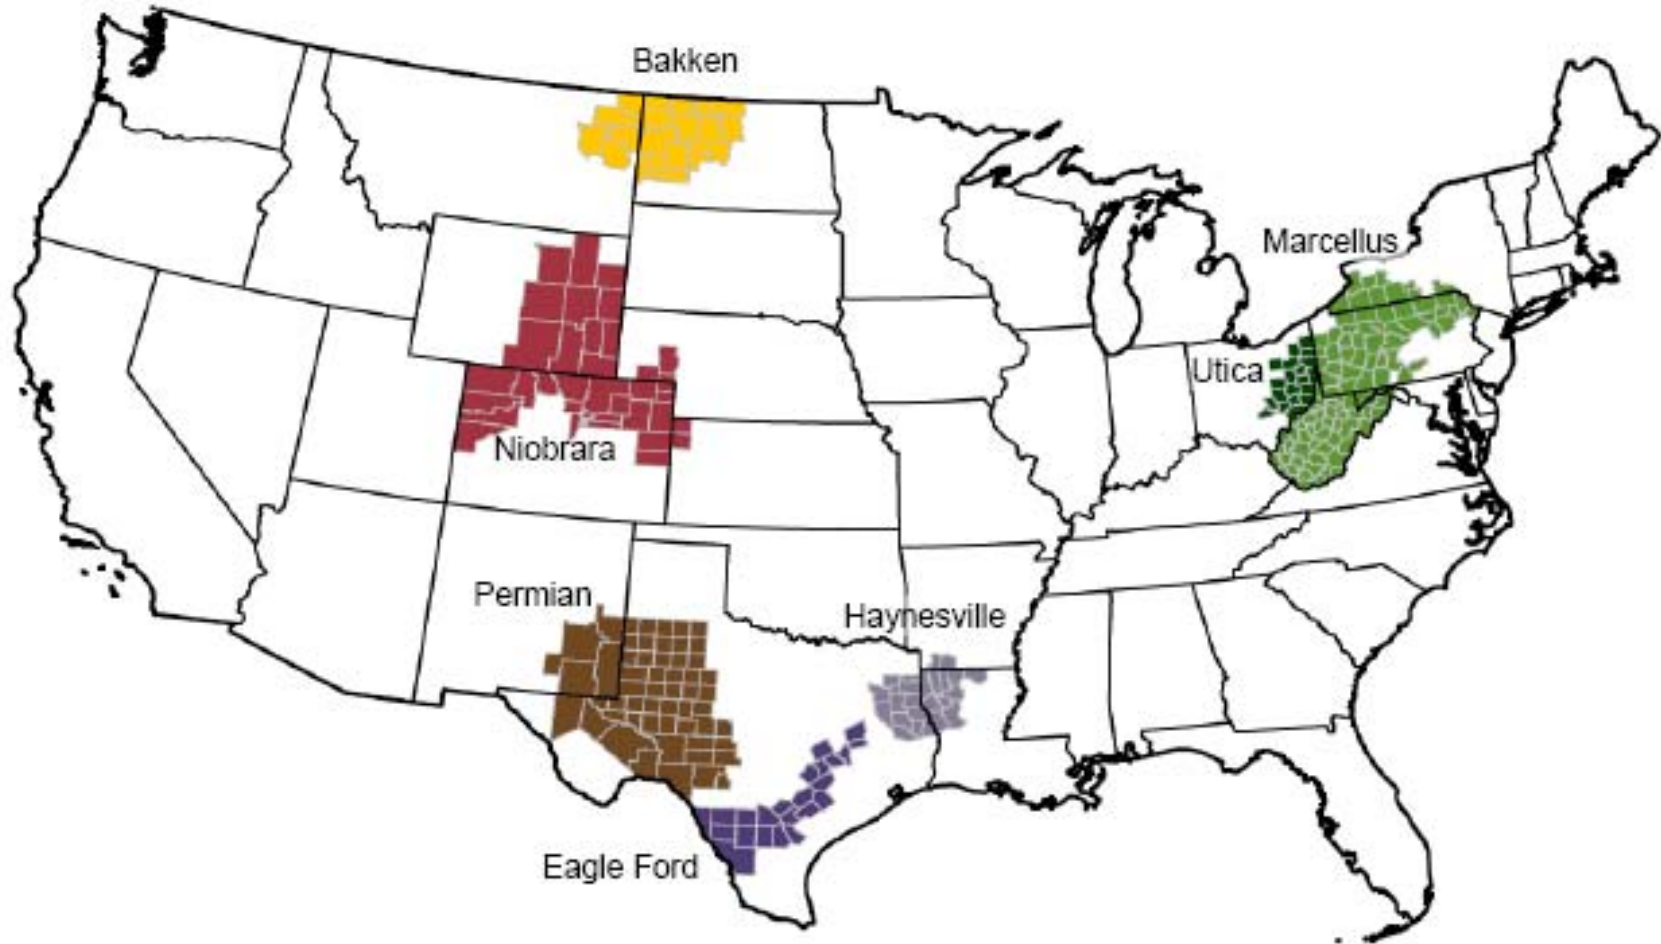 Bakken
Marcellus
Utica
Niobrara
Permian
Haynesville
Eagle Ford